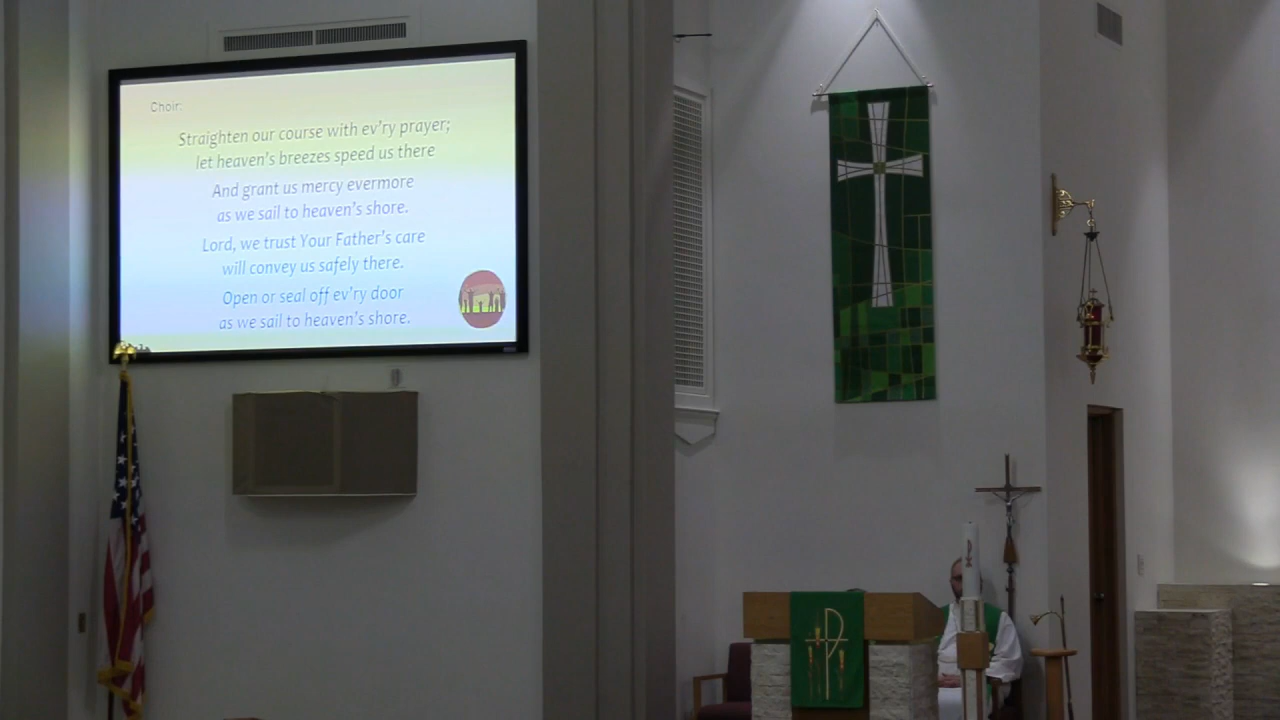 Choir:
Straighten our course with ev'ry prayer;
let heaven's breezes speed us there
And grant us mercy evermore
as we sail to heaven's shore.
Lord, we trust Your Father's care
will convey us safely there.
Open or seal off ev'ry door
as we sail to heaven's shore.